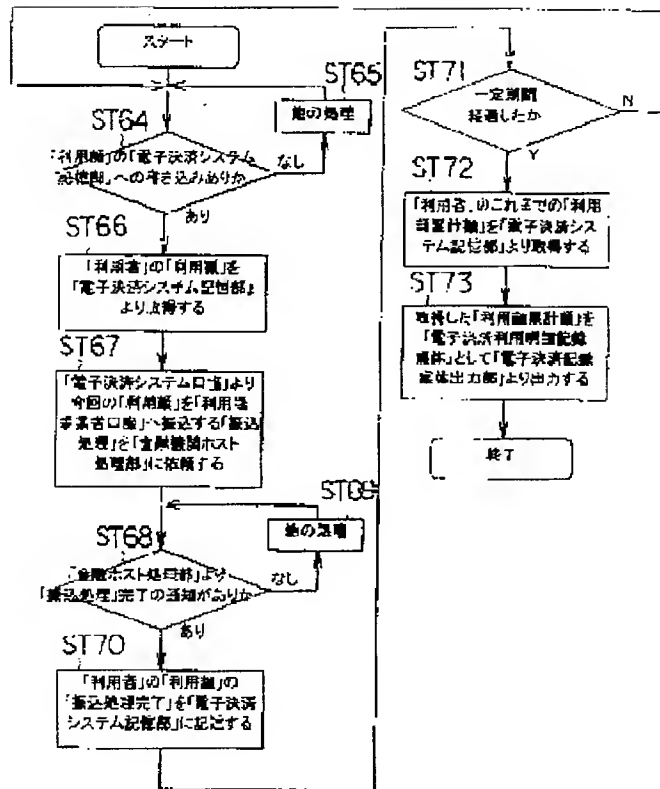 スタート
ST65
他の処理
ST64
「利用額」の「電子決済システム
記憶部」への書き込みありか
なし
あり
ST66
「利用者」の「利用額」を
「電子決済システム記憶部」
より取得する
ST67
「電子決済システム口座」より
今回の「利用額」を「利用店
事業者口座」へ振込する「振込
処理」を「金融機関ホスト
処理部」に依頼する
ST69
他の処理
ST68
「金融ホスト処理部」より
「振込処理」完了の通知がありか
なし
あり
ST70
「利用者」の「利用額」の
「振込処理完了」を「電子決済
システム記憶部」に記憶する
ST71
一定期間
経過したか
N
Y
ST72
「利用者」のこれまでの「利用
額累計額」を「電子決済シス
テム記憶部」より取得する
ST73
取得した「利用額累計額」を
「電子決済利用明細記録
媒体」として「電子決済記録
媒体出力部」より出力する
終了